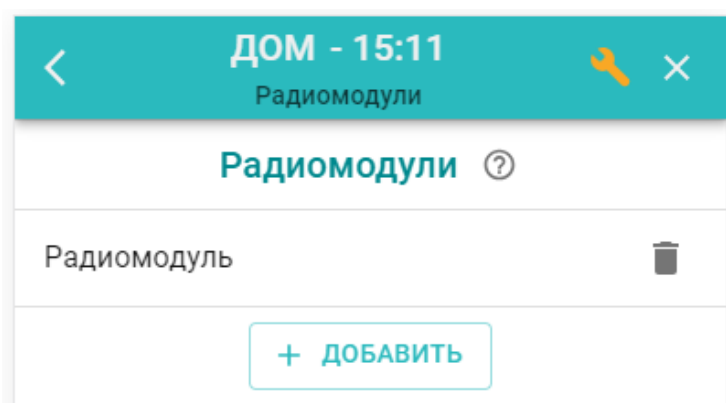 ДОМ - 15:11
Радиомодули
Радиомодули ?
Радиомодуль
+ ДОБАВИТЬ